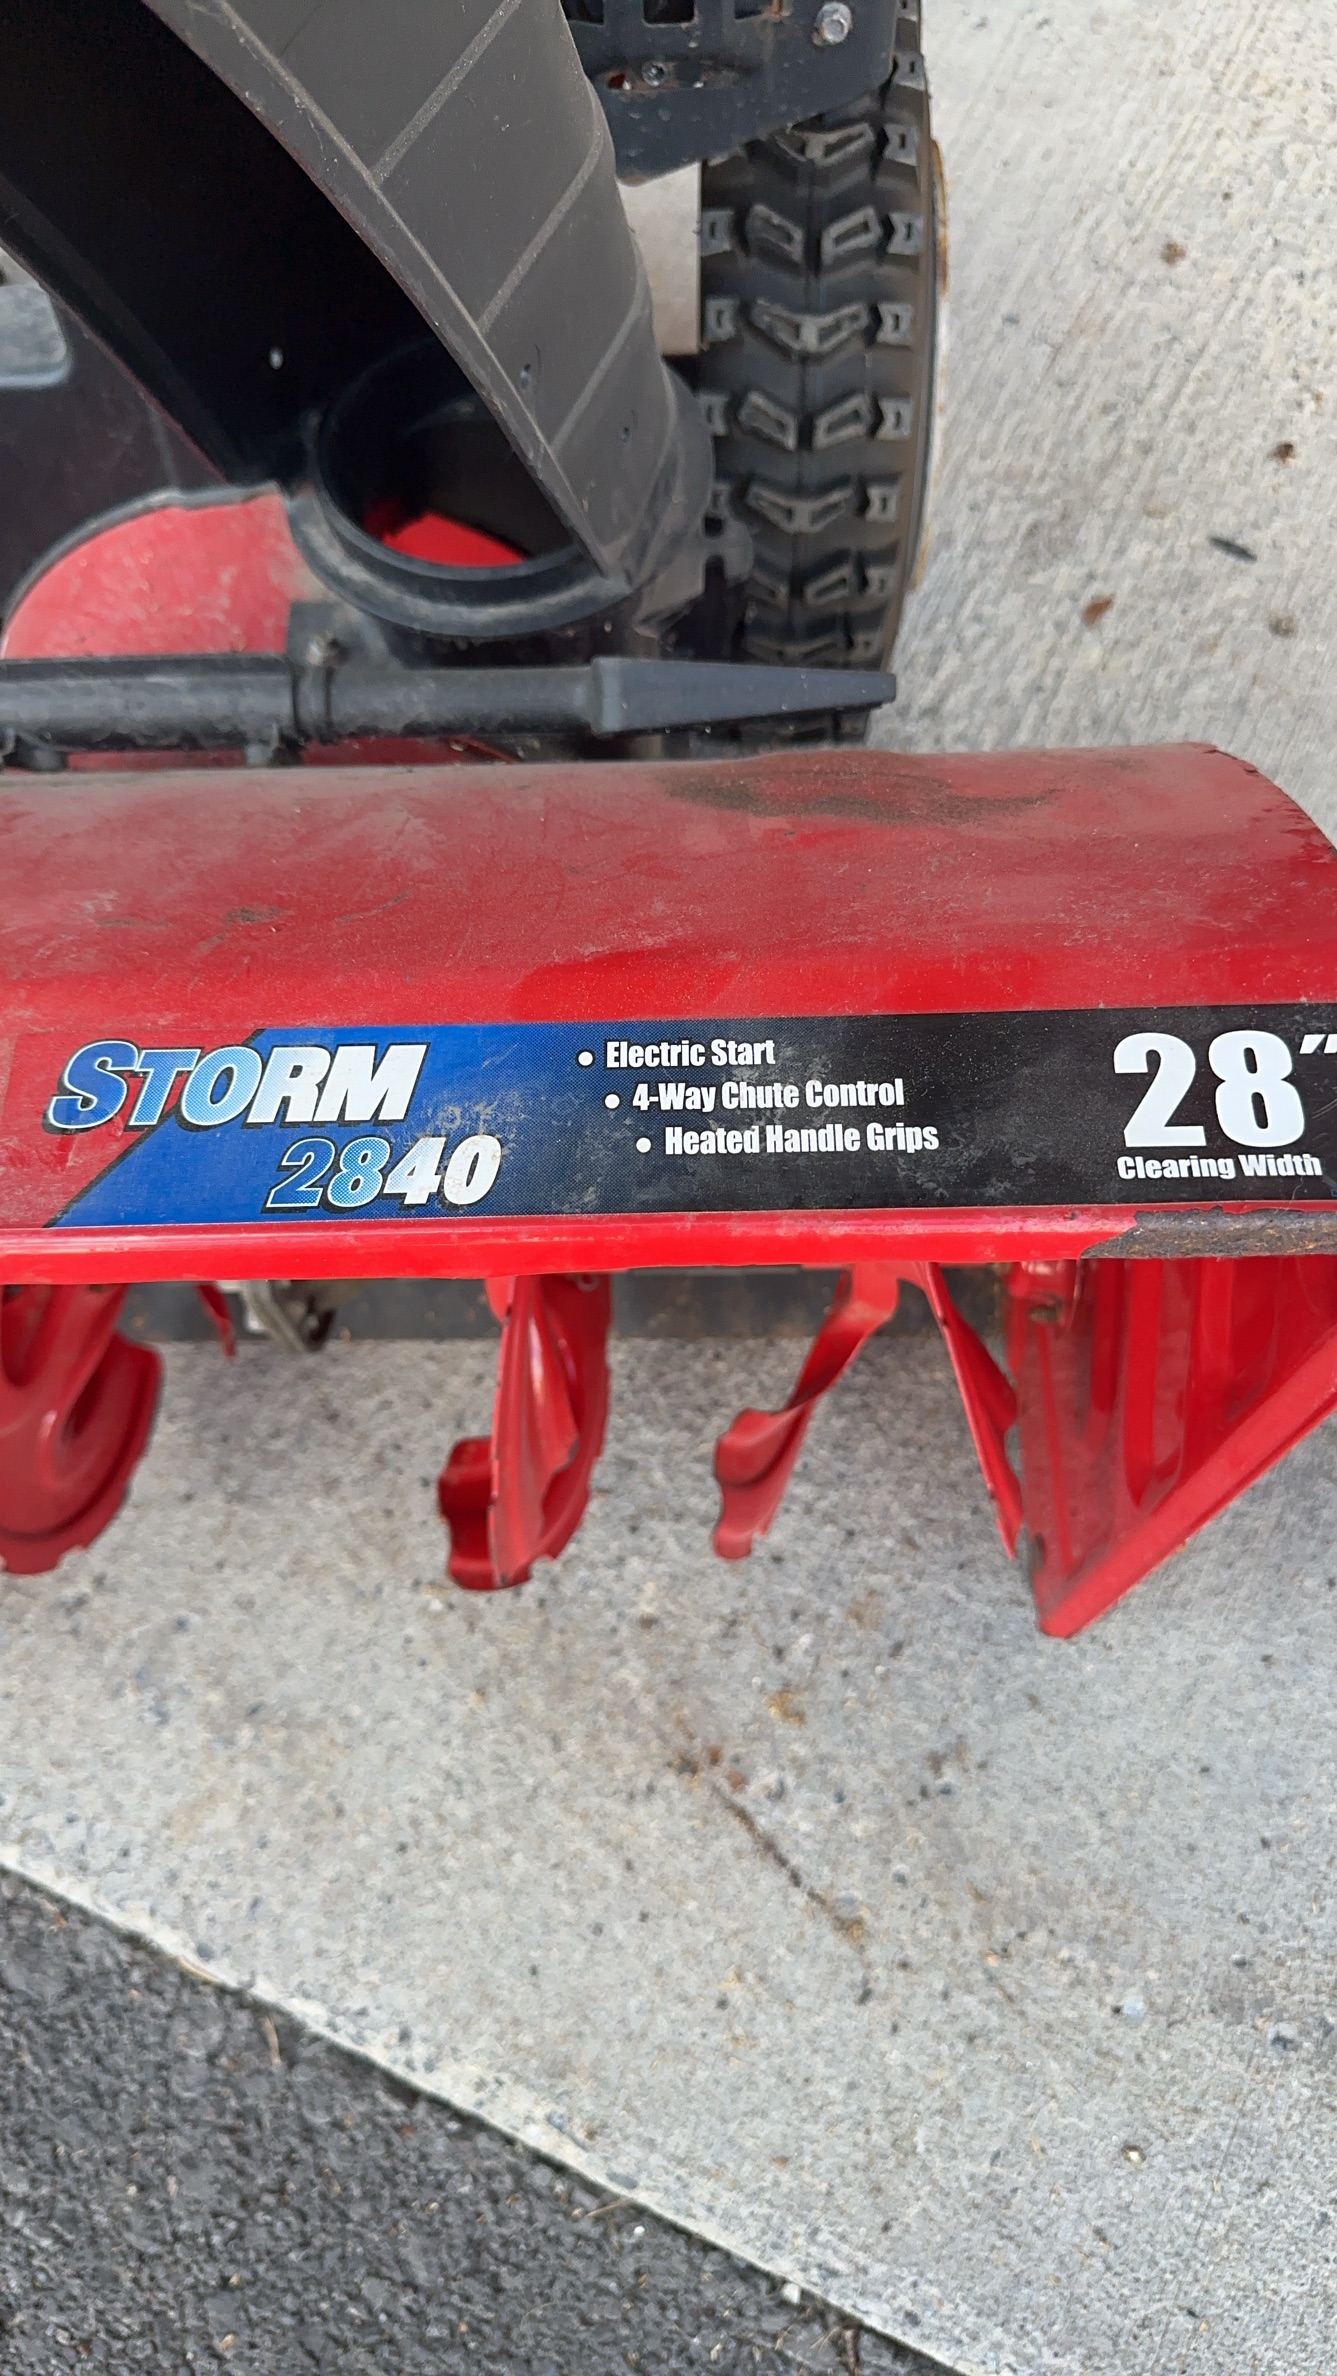 STORM
2840
• Electric Start
• 4-Way Chute Control
• Heated Handle Grips
28"
Clearing Width